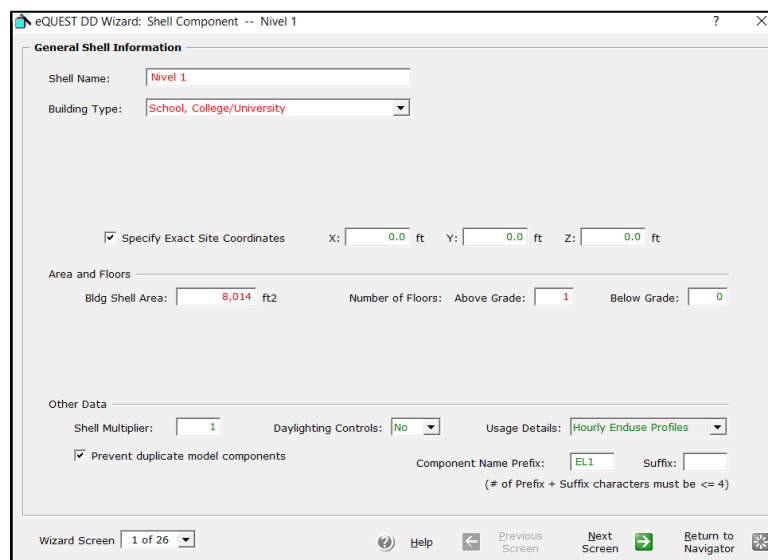 eQUEST DD Wizard: Shell Component -- Nivel 1 ? X
General Shell Information
Shell Name: Nivel 1
Building Type: School, College/University
Specify Exact Site Coordinates X: 0.0 ft Y: 0.0 ft Z: 0.0 ft
Area and Floors
Bldg Shell Area: 8,014 ft2 Number of Floors: Above Grade: 1 Below Grade: 0
Other Data
Shell Multiplier: 1 Daylighting Controls: No Usage Details: Hourly Enduse Profiles
Prevent duplicate model components Component Name Prefix: EL1 Suffix:
(# of Prefix + Suffix characters must be <= 4)
Wizard Screen 1 of 26 ? Help Previous Screen Next Screen Return to Navigator